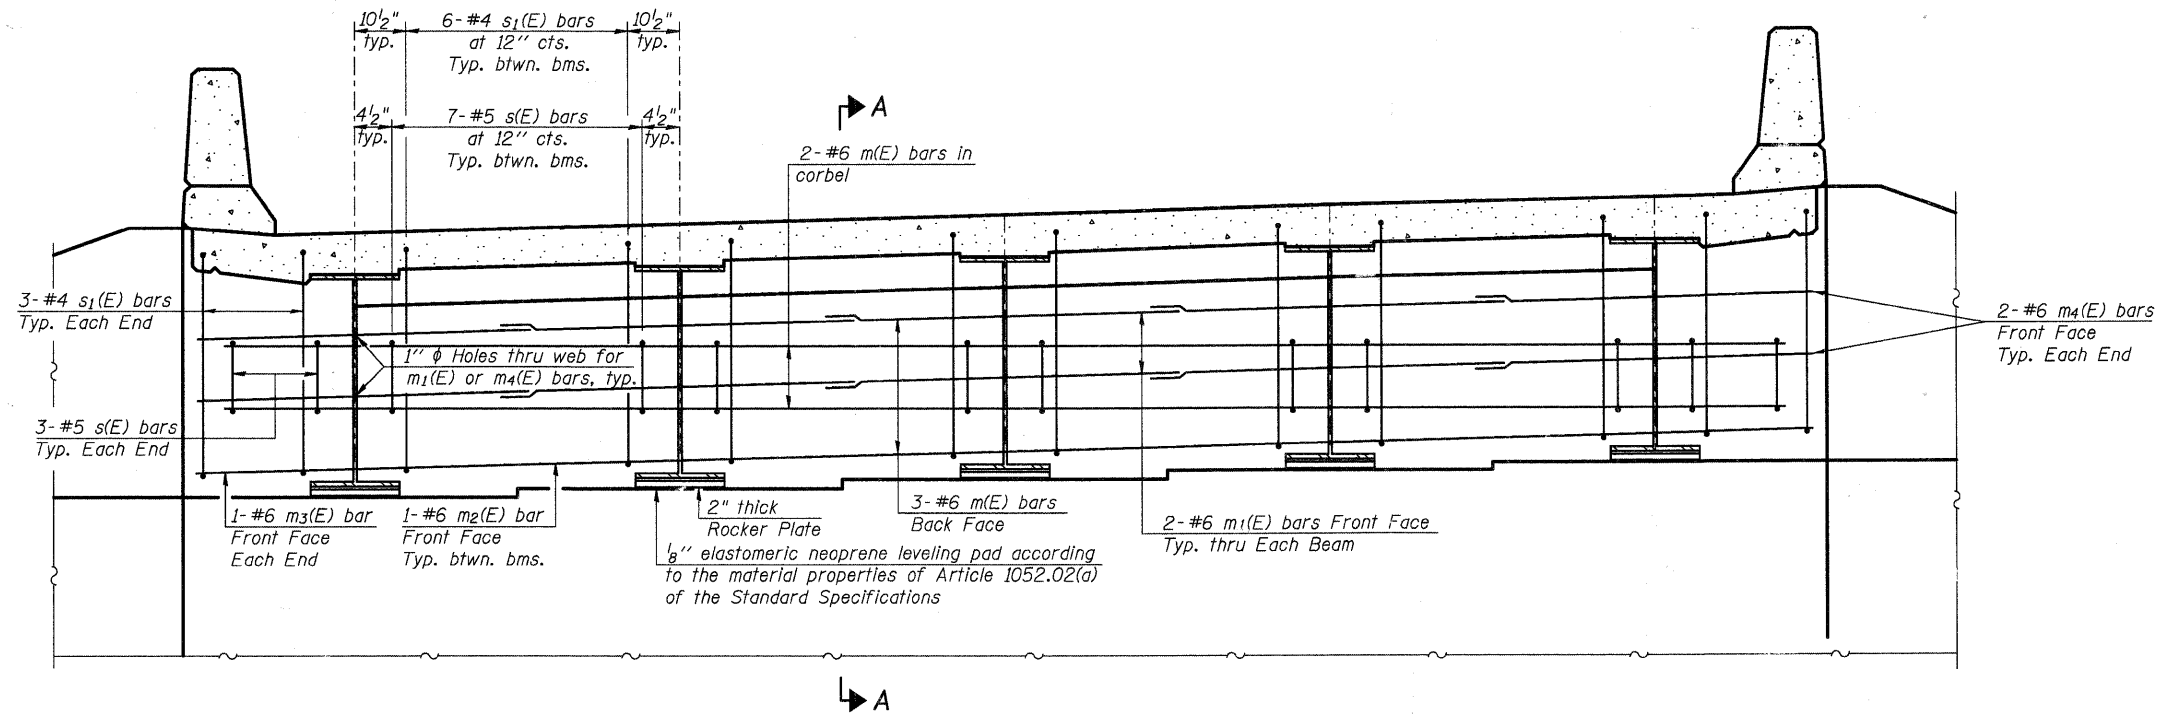 10½" 6-#4 s1(E) bars 10½"
typ. at 12" cts. typ.
Typ. btwn. bms.
4½" 7-#5 s(E) bars 4½"
typ. at 12" cts. typ.
Typ. btwn. bms.
A
2-#6 m(E) bars in
corbel
3-#4 s1(E) bars
Typ. Each End
1" ϕ Holes thru web for
m1(E) or m4(E) bars, typ.
2-#6 m4(E) bars
Front Face
Typ. Each End
3-#5 s(E) bars
Typ. Each End
1-#6 m3(E) bar
Front Face
Each End
1-#6 m2(E) bar
Front Face
Typ. btwn. bms.
2" thick
Rocker Plate
3-#6 m(E) bars
Back Face
2-#6 m1(E) bars Front Face
Typ. thru Each Beam
⅛" elastomeric neoprene leveling pad according
to the material properties of Article 1052.02(a)
of the Standard Specifications
A